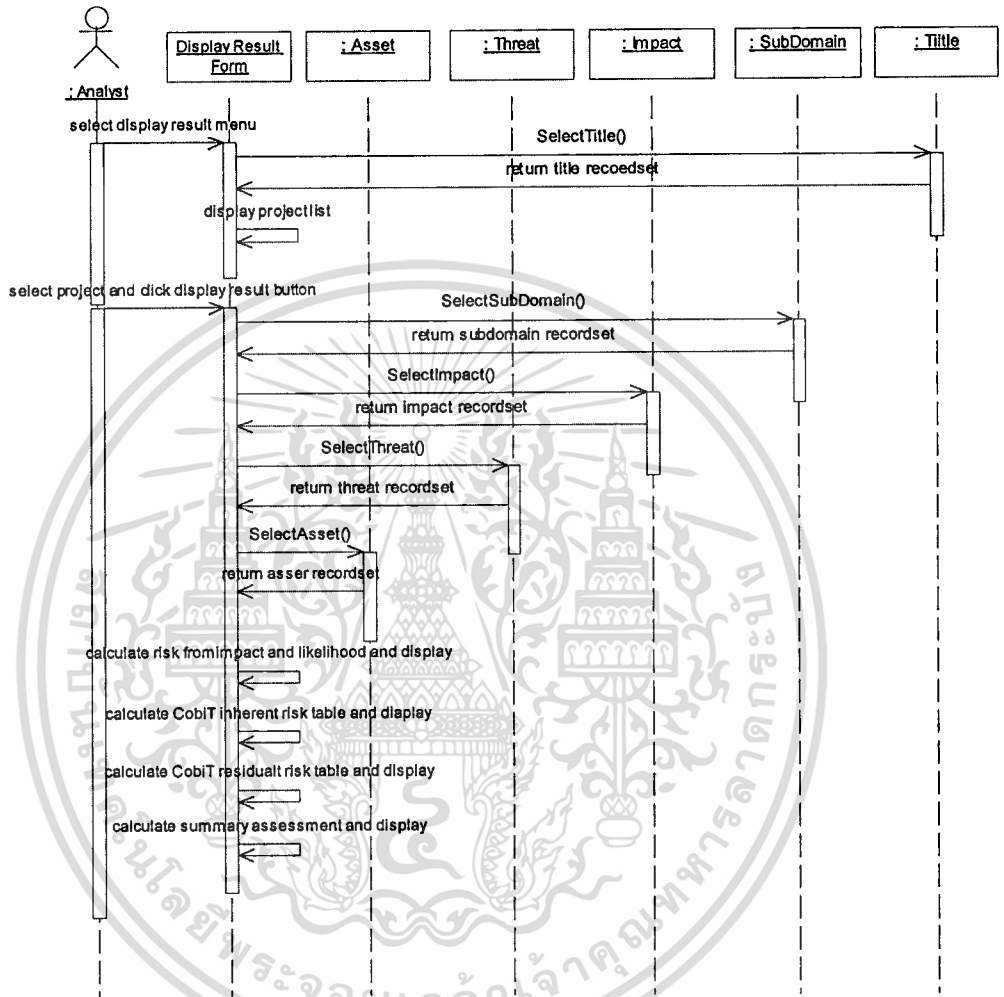 Display Result
Form
: Asset
: Threat
: Impact
: SubDomain
: Tiitle
: Analyst
select display result menu
SelectTitle()
return title recoedset
display project list
select project and click display result button
SelectSubDomain()
return subdomain recordset
SelectImpact()
return impact recordset
SelectThreat()
return threat recordset
SelectAsset()
return asser recordset
calculate risk from impact and likelihood and display
calculate CobiT inherent risk table and diaplay
calculate CobiT residualt risk table and display
calculate summary assessment and display